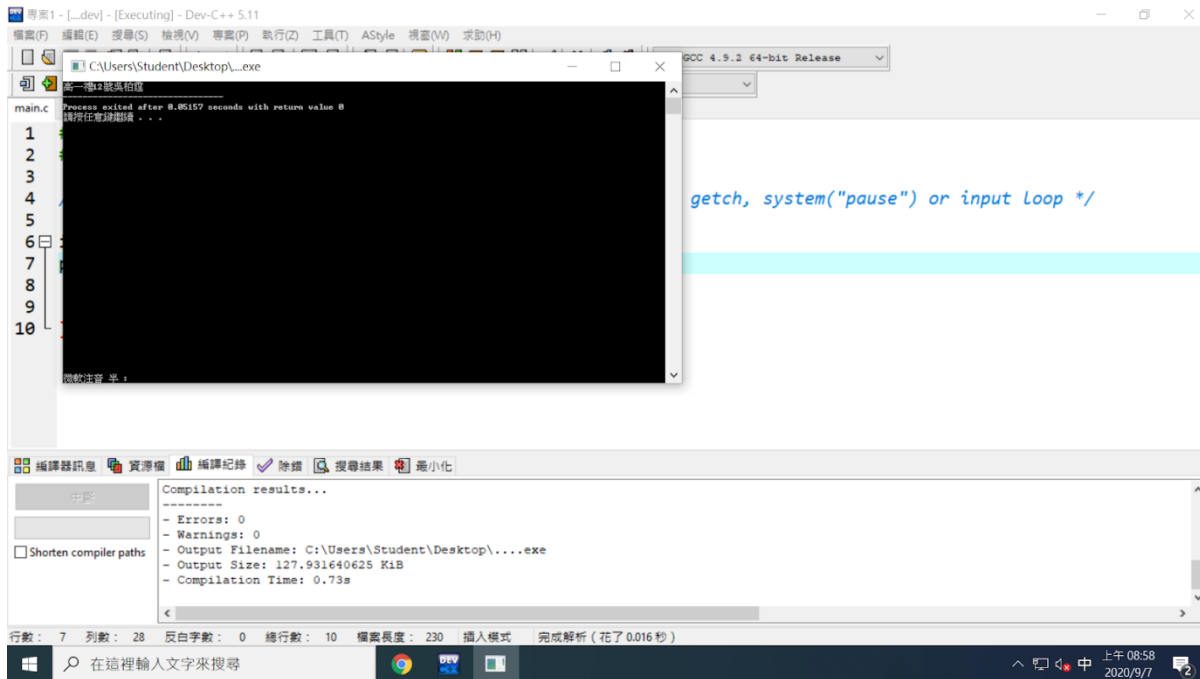 專案1 - [....dev] - [Executing] - Dev-C++ 5.11
檔案(F) 編輯(E) 搜尋(S) 檢視(V) 專案(P) 執行(Z) 工具(T) AStyle 視窗(W) 求助(H)
GCC 4.9.2 64-bit Release
C:\Users\Student\Desktop\....exe
高一禮12號吳柏霆
--------------------------------
Process exited after 0.05157 seconds with return value 0
請按任意鍵繼續 . . .
微軟注音 半 :
main.c
1
2
3
4 getch, system("pause") or input loop */
5
6
7
8
9
10
編譯器訊息 資源檔 編譯紀錄 除錯 搜尋結果 最小化
中斷
Shorten compiler paths
Compilation results...
--------
- Errors: 0
- Warnings: 0
- Output Filename: C:\Users\Student\Desktop\....exe
- Output Size: 127.931640625 KiB
- Compilation Time: 0.73s
行數: 7 列數: 28 反白字數: 0 總行數: 10 檔案長度: 230 插入模式 完成解析 (花了 0.016 秒)
在這裡輸入文字來搜尋
DEV
中
上午 08:58
2020/9/7
2